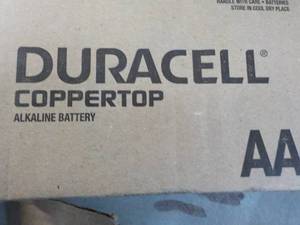 HANDLE WITH CARE • BATTERIES
STORE IN COOL DRY PLACE
DURACELL®
COPPERTOP
ALKALINE BATTERY
AA